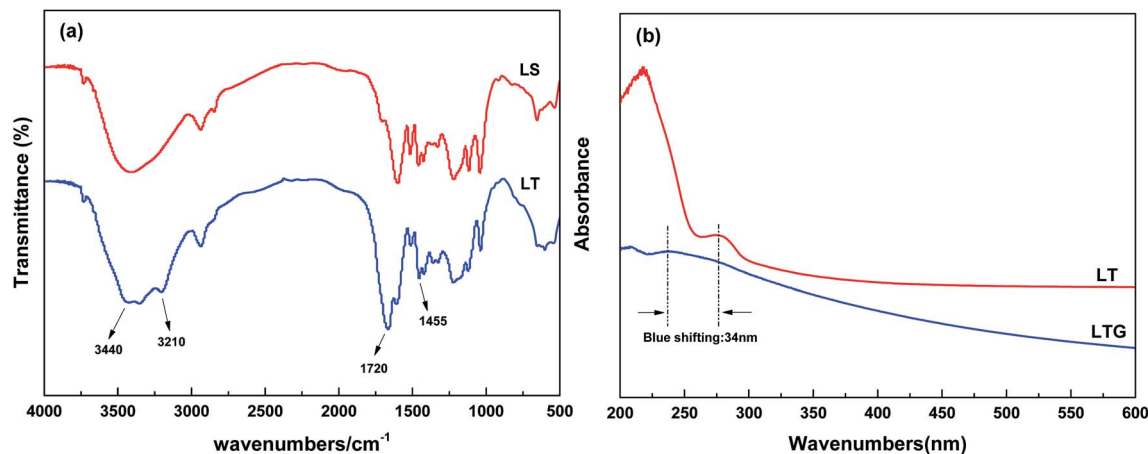 (a)
LS
LT
3440
3210
1455
1720
Transmittance (%)
4000 3500 3000 2500 2000 1500 1000 500
wavenumbers/cm⁻¹
(b)
LT
LTG
Blue shifting:34nm
Absorbance
200 250 300 350 400 450 500 550 600
Wavenumbers(nm)